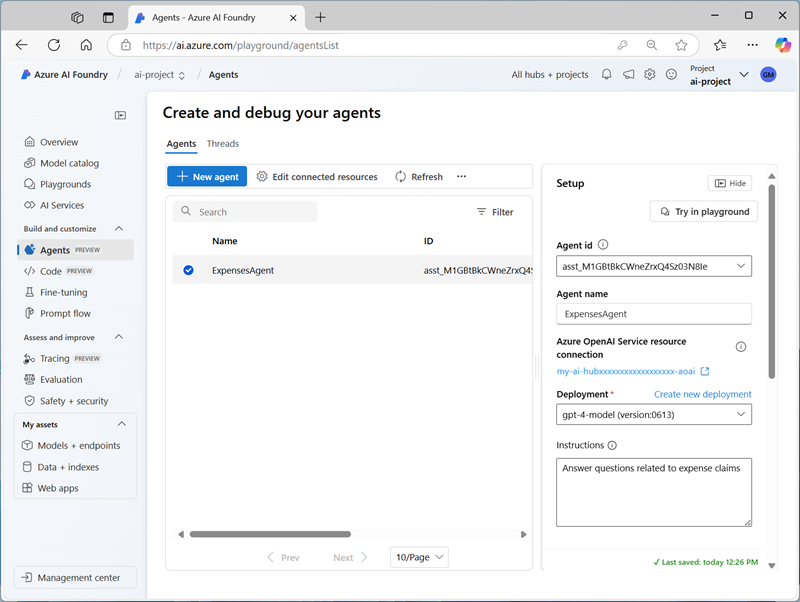 Agents - Azure AI Foundry
https://ai.azure.com/playground/agentsList
Azure AI Foundry / ai-project / Agents
All hubs + projects
Project
ai-project
GM
Overview
Model catalog
Playgrounds
AI Services
Build and customize
Agents PREVIEW
Code PREVIEW
Fine-tuning
Prompt flow
Assess and improve
Tracing PREVIEW
Evaluation
Safety + security
My assets
Models + endpoints
Data + indexes
Web apps
Management center
Create and debug your agents
Agents Threads
+ New agent Edit connected resources Refresh ...
Search
Filter
Name ID
ExpensesAgent asst_M1GBtBkCWneZrxQ4S
Prev Next 10/Page
Setup
Hide
Try in playground
Agent id
asst_M1GBtBkCWneZrxQ4Sz03N8Ie
Agent name
ExpensesAgent
Azure OpenAI Service resource
connection
my-ai-hubxxxxxxxxxxxxxxxxxx-aoai
Deployment * Create new deployment
gpt-4-model (version:0613)
Instructions
Answer questions related to expense claims
Last saved: today 12:26 PM